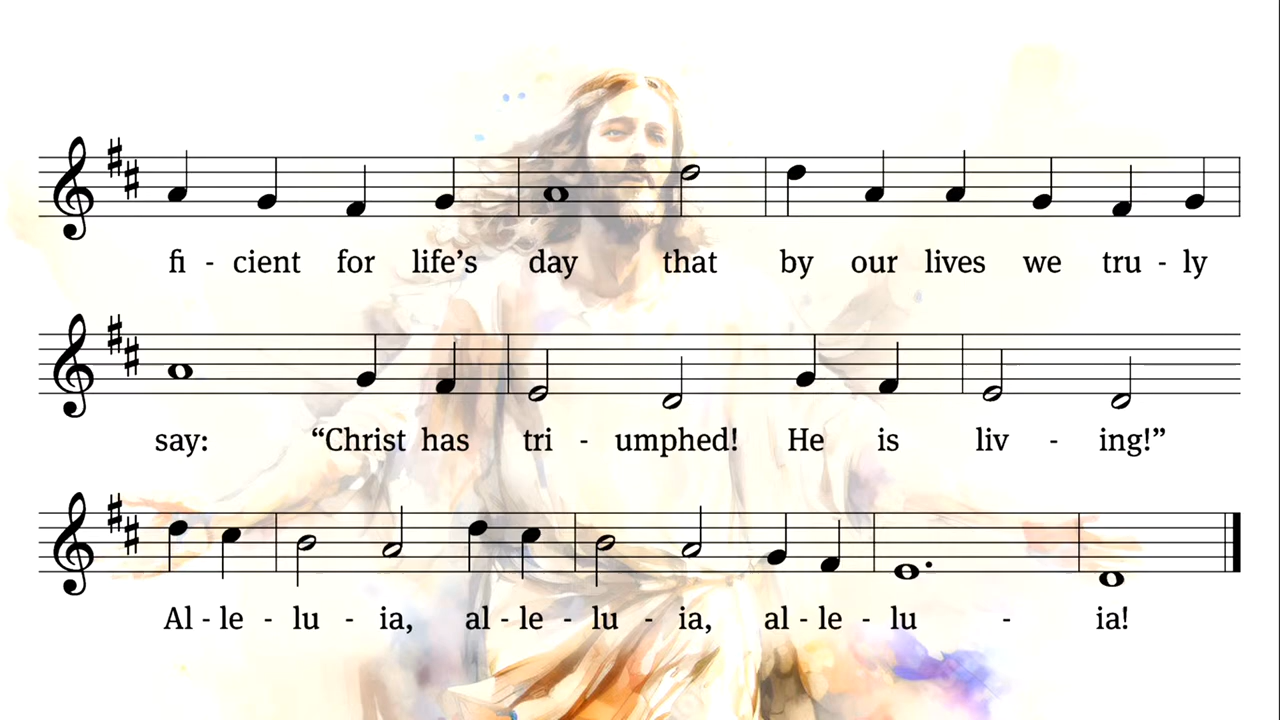 fi - cient for life’s day that by our lives we tru - ly
say: “Christ has tri - umphed! He is liv - ing!”
Al - le - lu - ia, al - le - lu - ia, al - le - lu - ia!